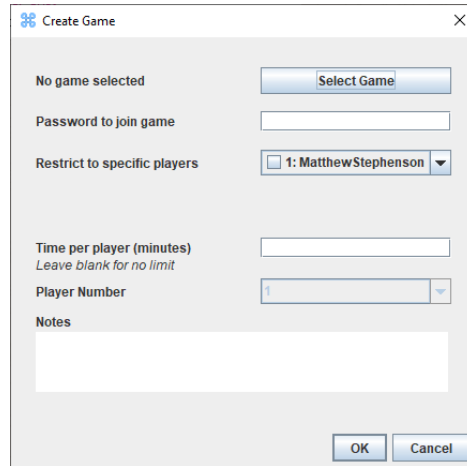 Create Game
No game selected
Select Game
Password to join game
Restrict to specific players
1: MatthewStephenson
Time per player (minutes)
Leave blank for no limit
Player Number
1
Notes
OK
Cancel